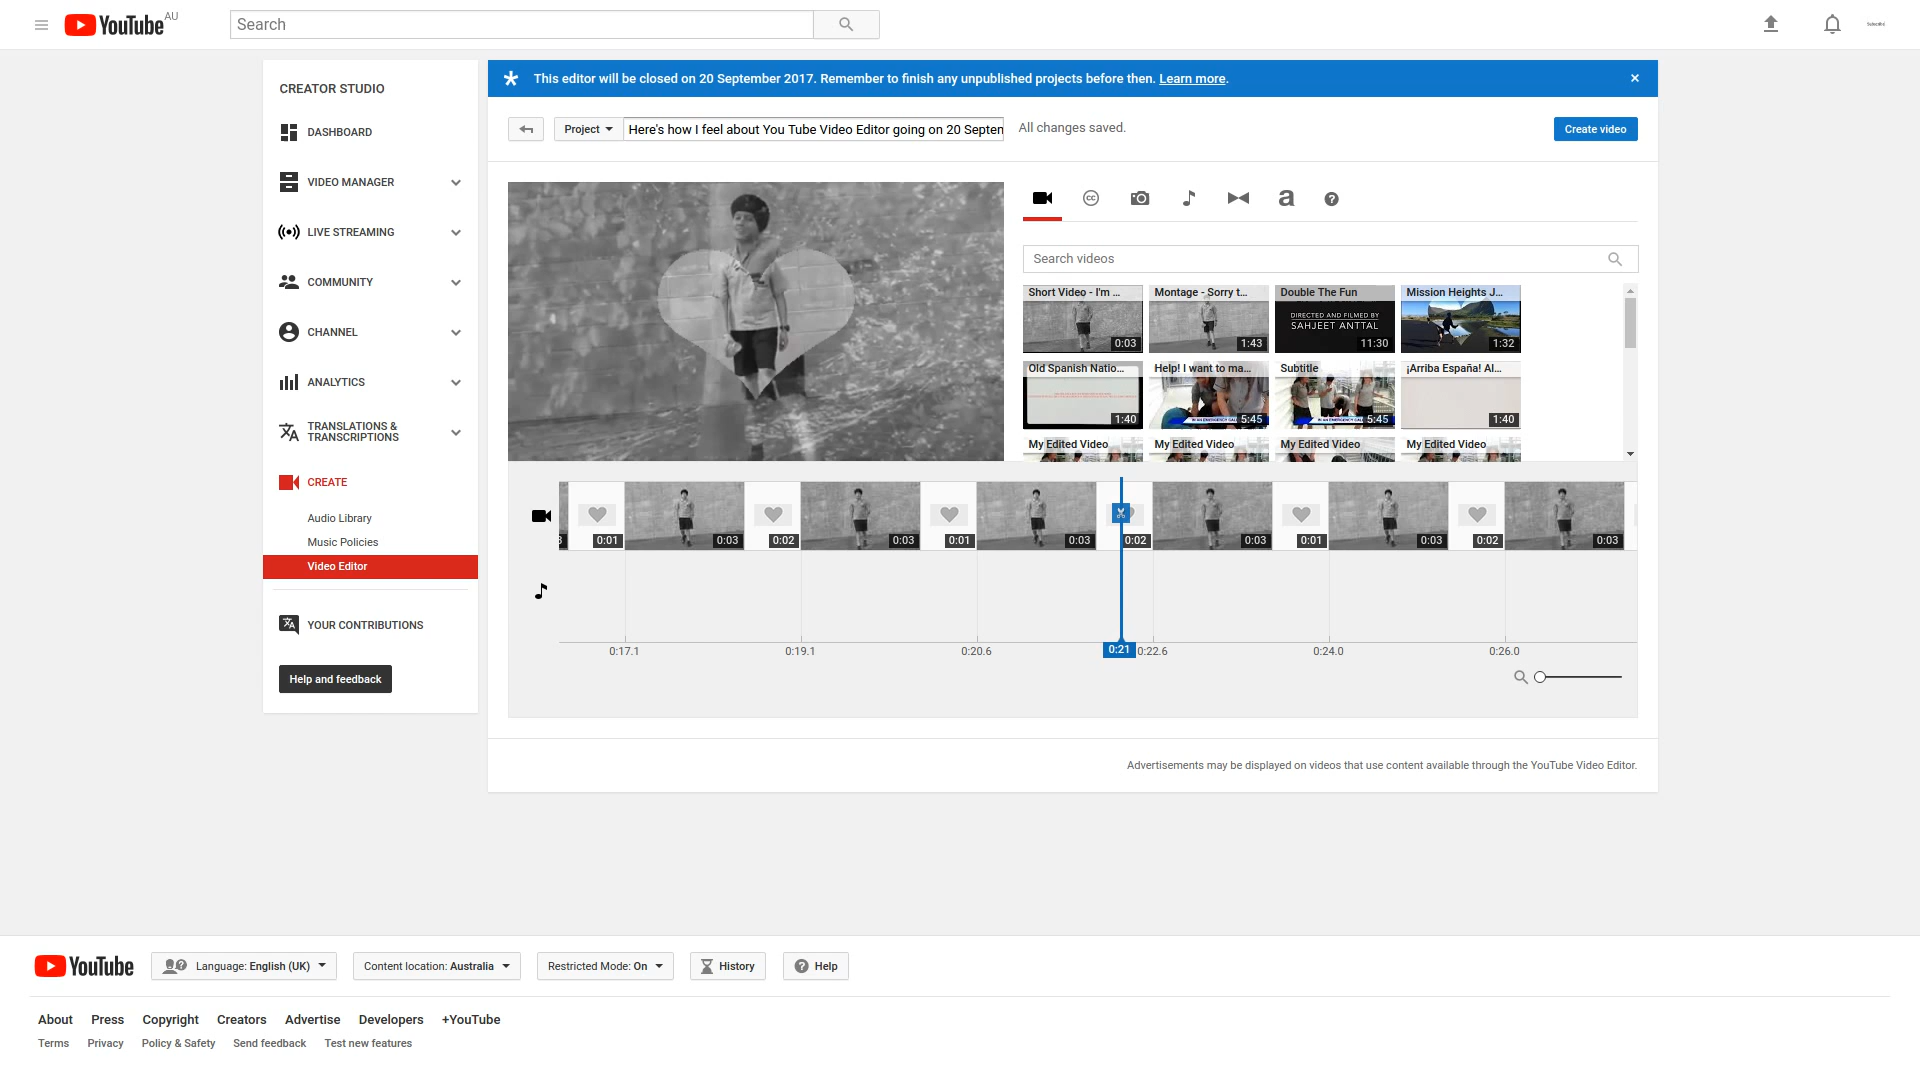 YouTube AU
Search
CREATOR STUDIO
DASHBOARD
VIDEO MANAGER
LIVE STREAMING
COMMUNITY
CHANNEL
ANALYTICS
TRANSLATIONS &
TRANSCRIPTIONS
CREATE
Audio Library
Music Policies
Video Editor
YOUR CONTRIBUTIONS
Help and feedback
This editor will be closed on 20 September 2017. Remember to finish any unpublished projects before then. Learn more.
Project
Here's how I feel about You Tube Video Editor going on 20 Septen
All changes saved.
Create video
CC
a
?
Search videos
Short Video - I'm ...
0:03
Montage - Sorry t...
1:43
Double The Fun
DIRECTED AND FILMED BY
SAHJEET ANTTAL
11:30
Mission Heights J...
1:32
Old Spanish Natio...
1:40
Help! I want to ma...
5:45
Subtitle
5:45
¡Arriba España! Al...
1:40
My Edited Video
My Edited Video
My Edited Video
My Edited Video
3 0:01 0:03 0:02 0:03 0:01 0:03 0:02 0:03 0:01 0:03 0:02 0:03
0:17.1 0:19.1 0:20.6 0:21 0:22.6 0:24.0 0:26.0
Advertisements may be displayed on videos that use content available through the YouTube Video Editor.
YouTube
Language: English (UK)
Content location: Australia
Restricted Mode: On
History
Help
About Press Copyright Creators Advertise Developers +YouTube
Terms Privacy Policy & Safety Send feedback Test new features